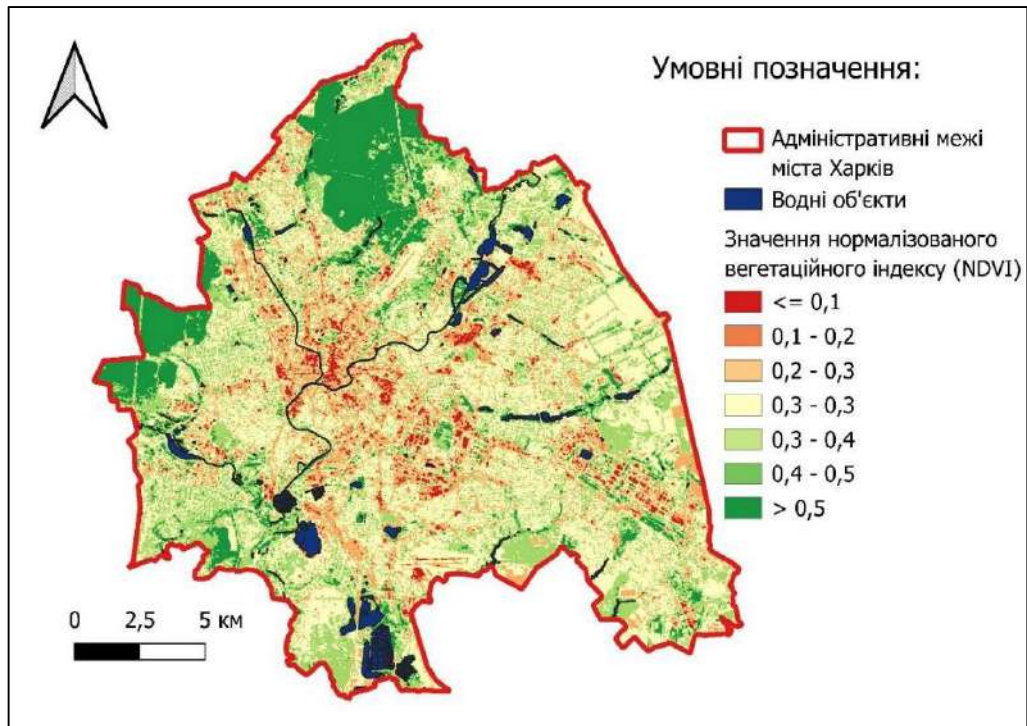 Умовні позначення:
Адміністративні межі
міста Харків
Водні об'єкти
Значення нормалізованого
вегетаційного індексу (NDVI)
<= 0,1
0,1 - 0,2
0,2 - 0,3
0,3 - 0,3
0,3 - 0,4
0,4 - 0,5
> 0,5
0 2,5 5 км